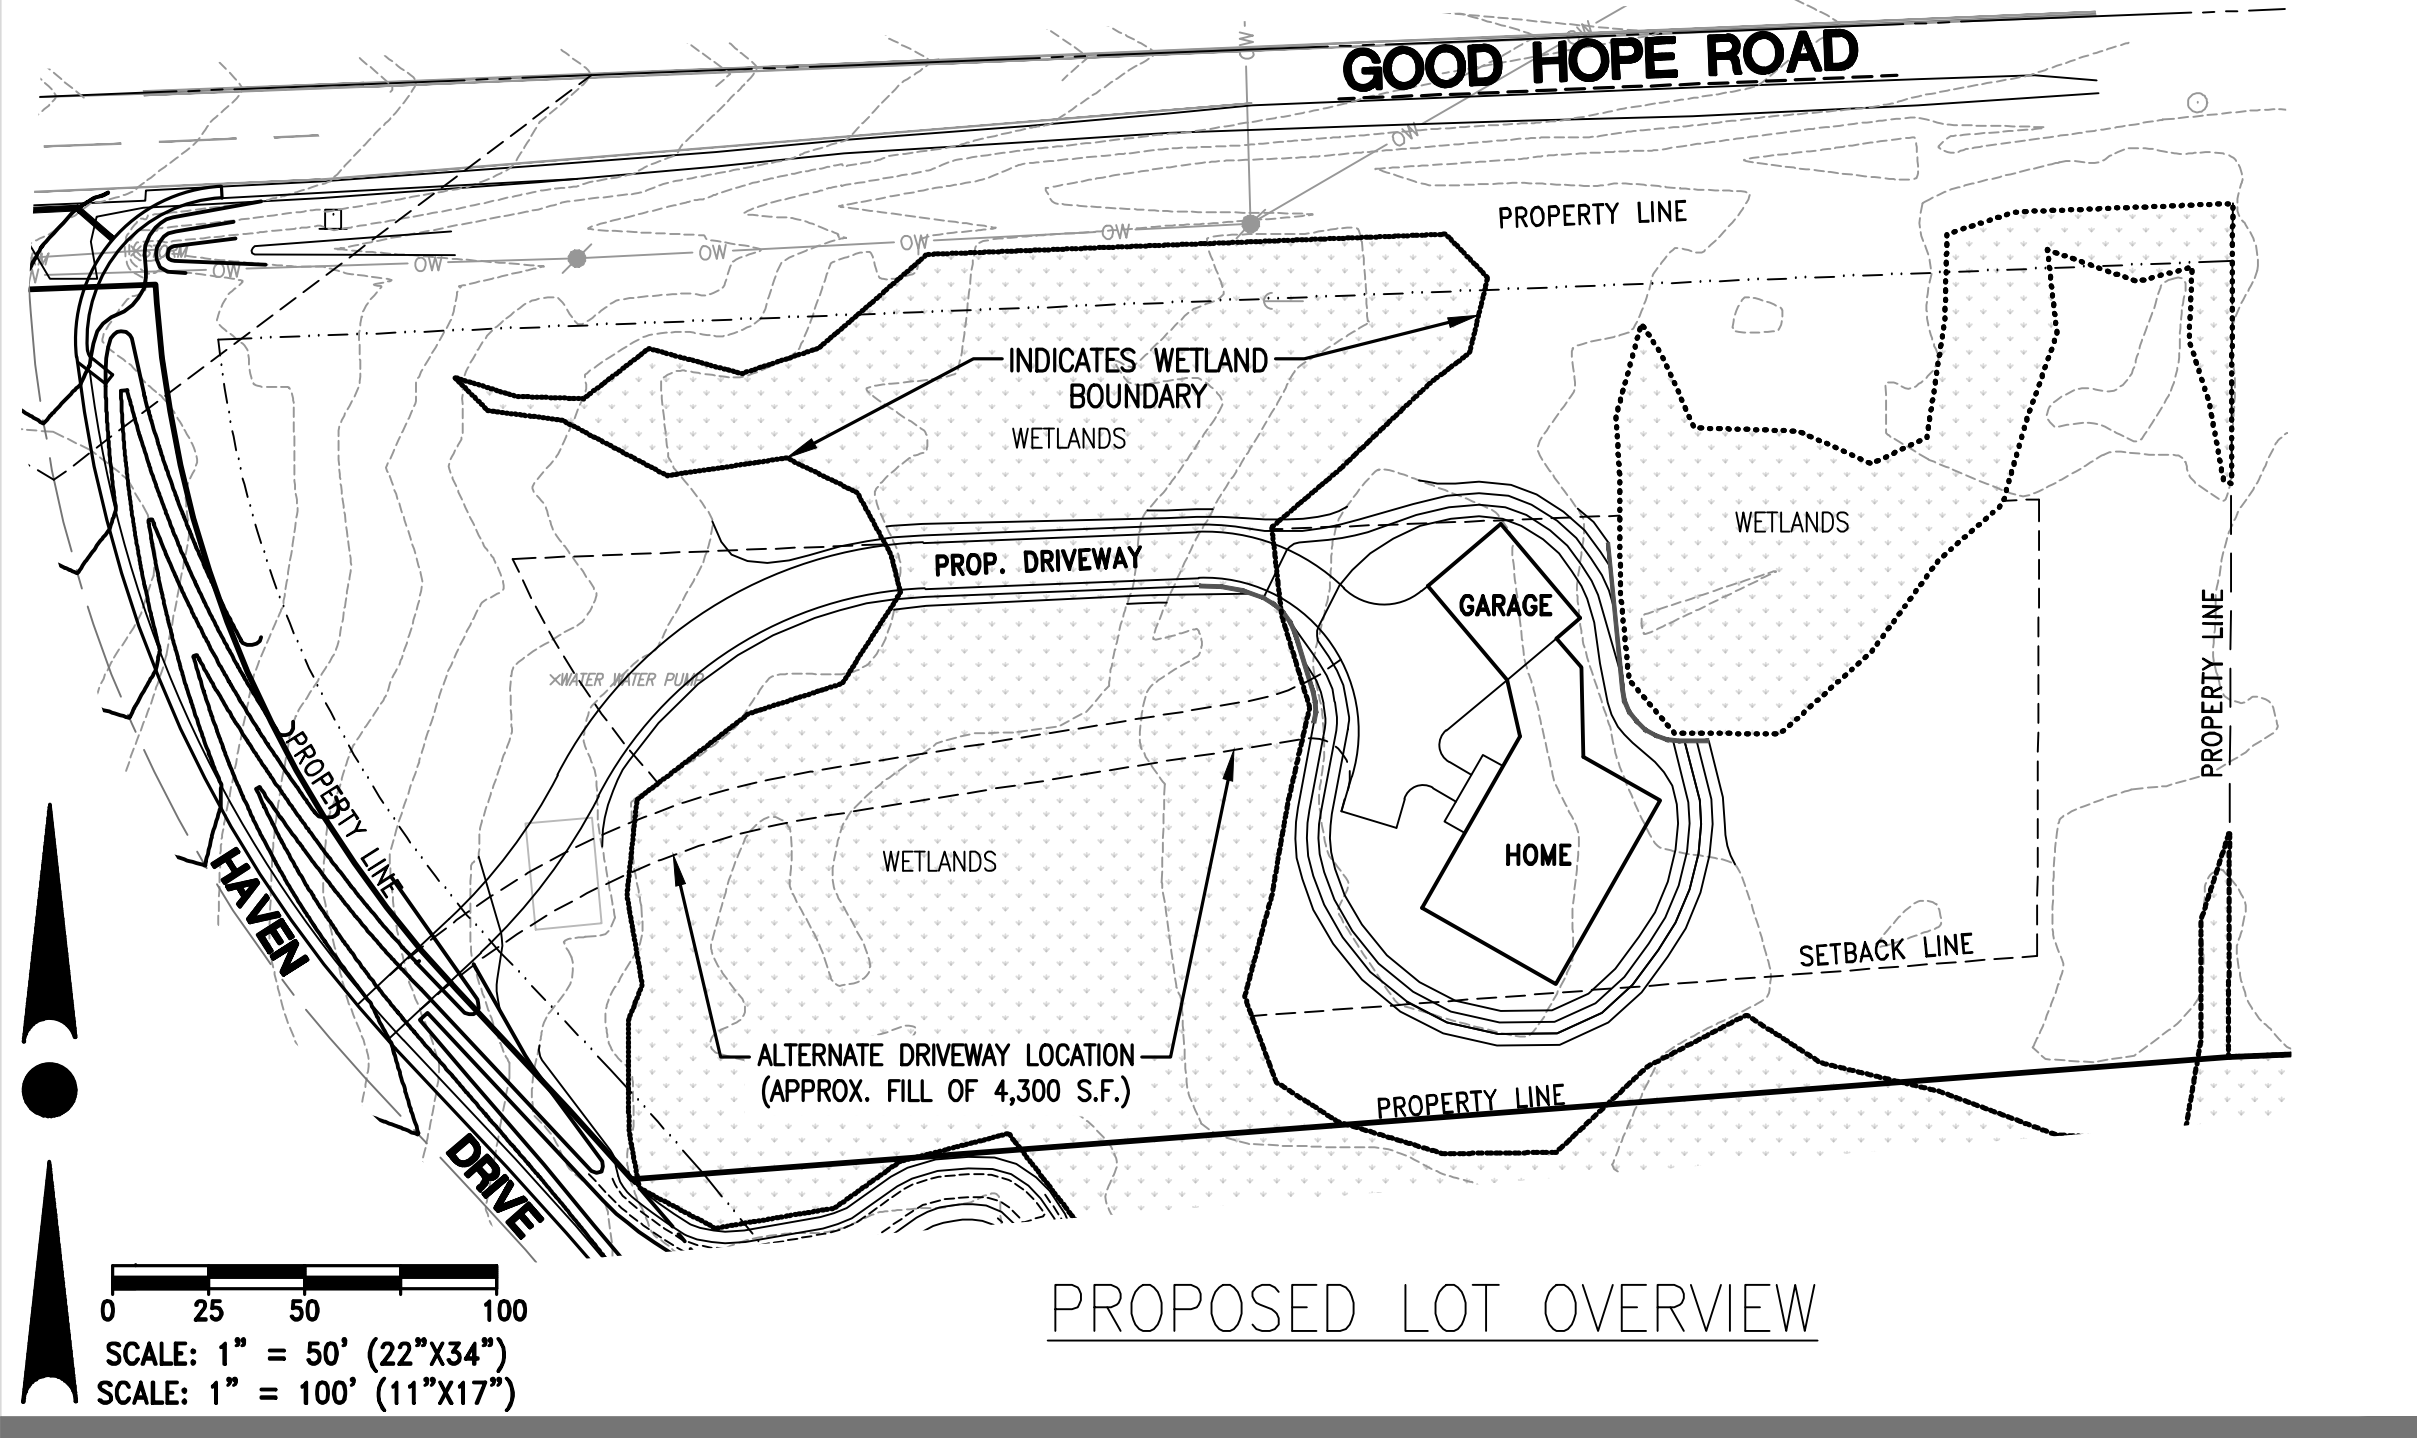 GOOD HOPE ROAD
OW
OW
OW
PROPERTY LINE
OW
OW
OW
OW
OW
INDICATES WETLAND
BOUNDARY
WETLANDS
WETLANDS
PROP. DRIVEWAY
GARAGE
WATER WATER PUMP
PROPERTY LINE
PROPERTY LINE
HOME
WETLANDS
HAVEN
DRIVE
SETBACK LINE
ALTERNATE DRIVEWAY LOCATION
(APPROX. FILL OF 4,300 S.F.)
PROPERTY LINE
0 25 50 100
SCALE: 1” = 50' (22”X34”)
SCALE: 1” = 100' (11”X17”)
PROPOSED LOT OVERVIEW